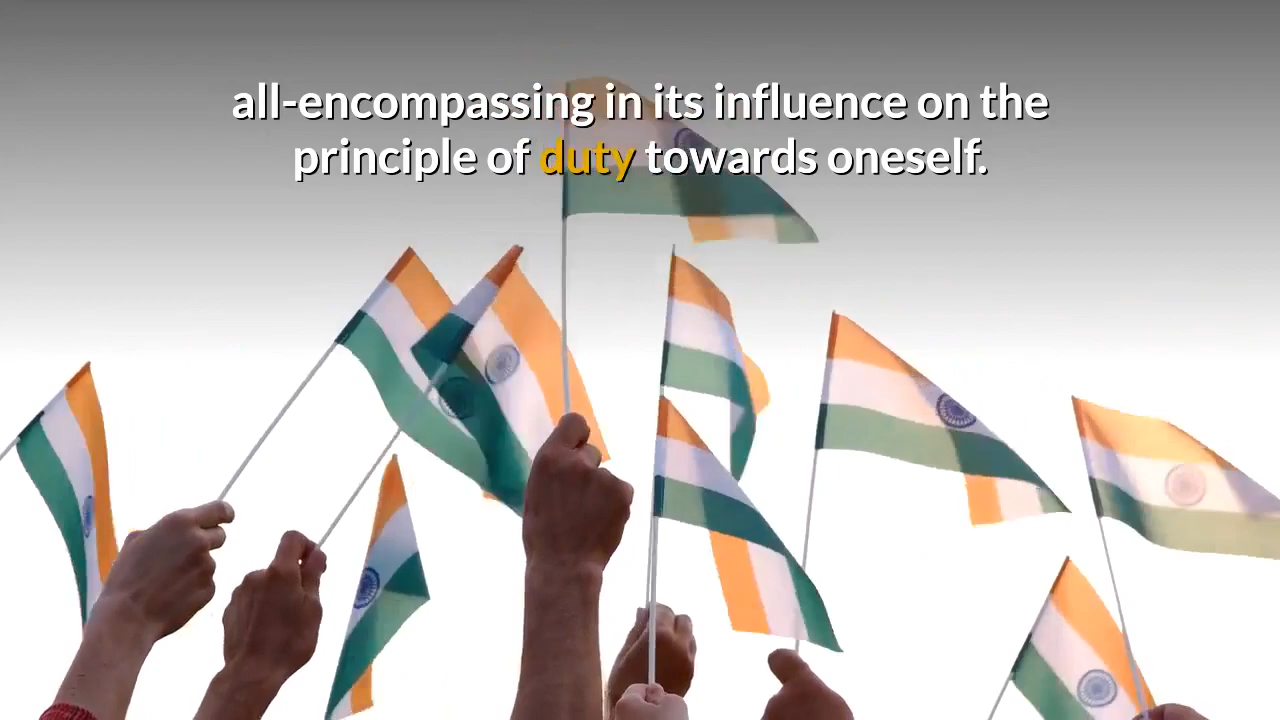 all-encompassing in its influence on the
principle of duty towards oneself.